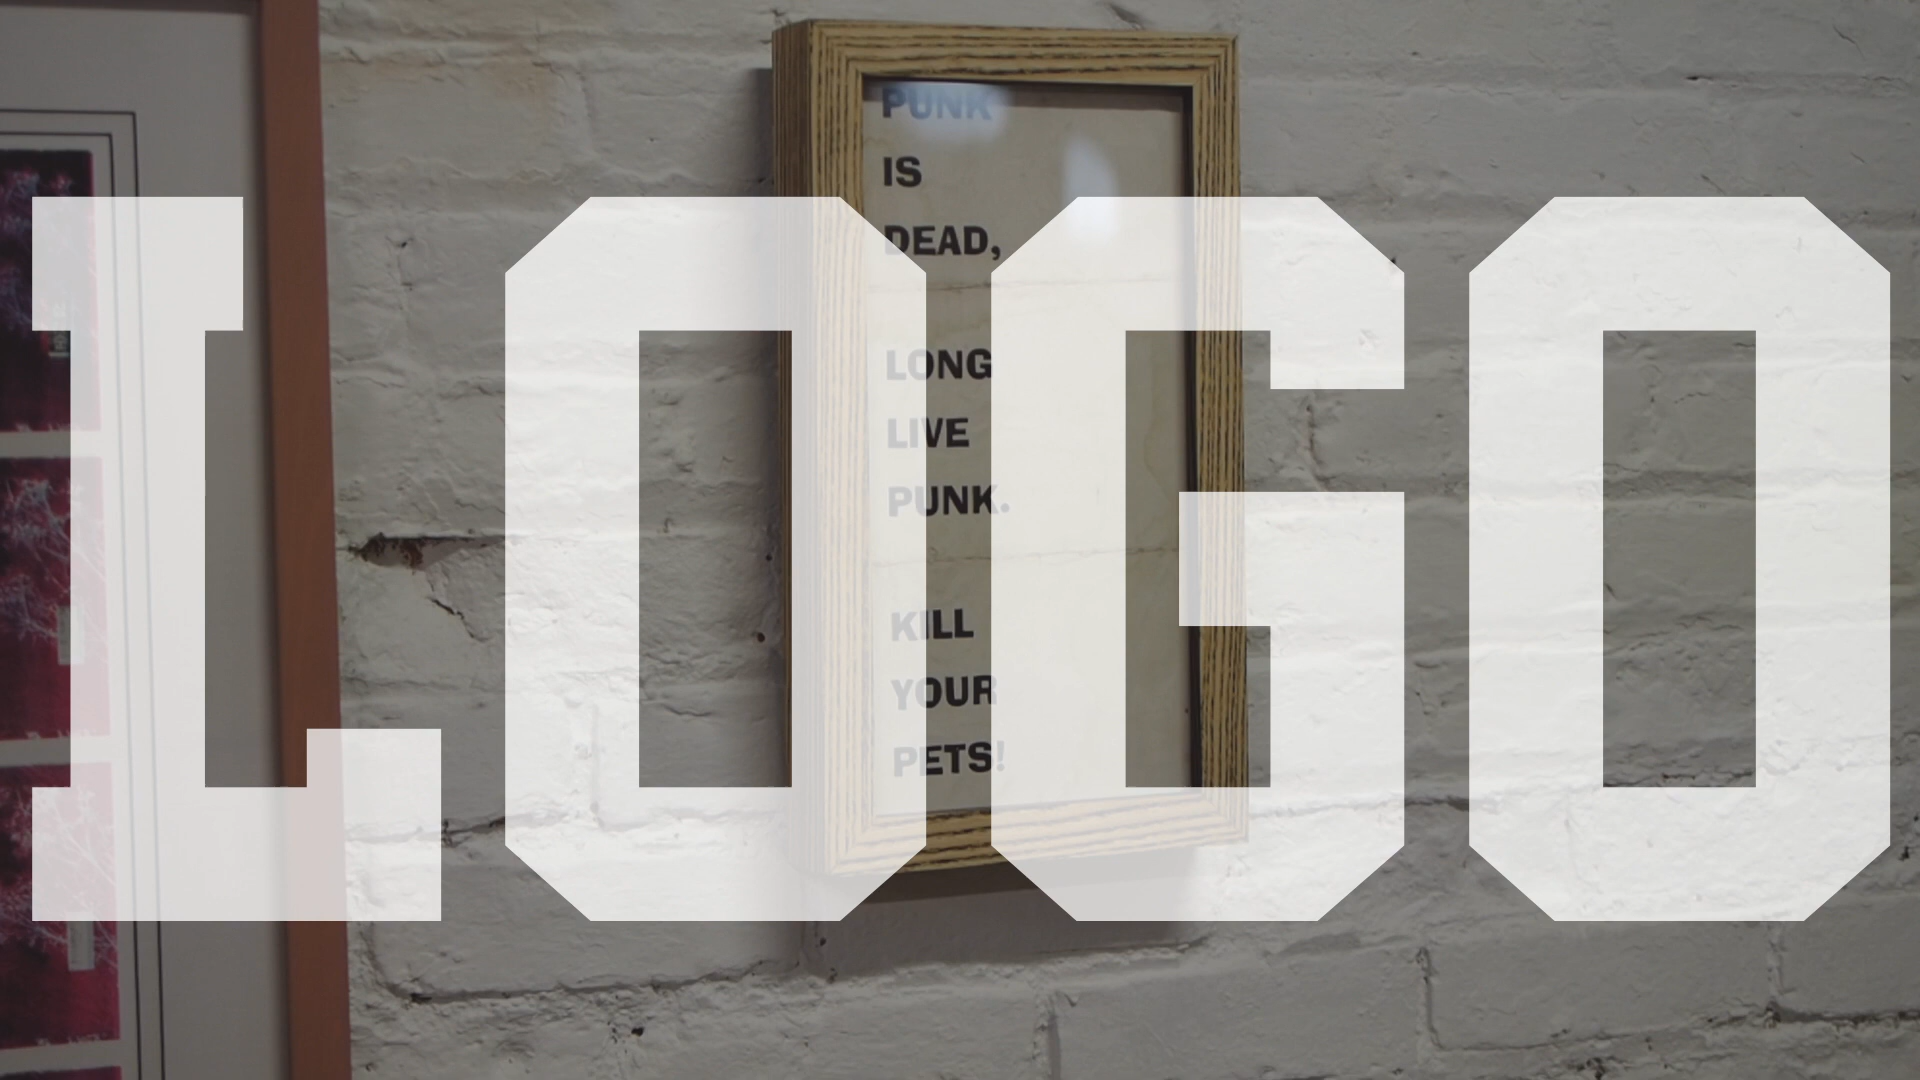 PUNK
IS
DEAD,
LONG
LIVE
PUNK.
KILL
YOUR
PETS!
LOGO